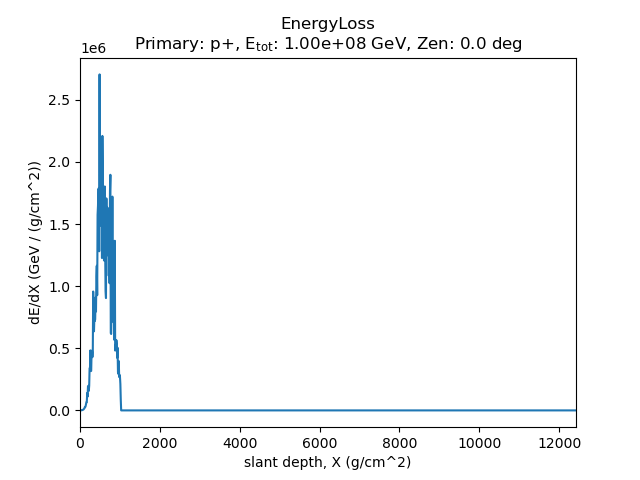 EnergyLoss
Primary: p+, E_tot: 1.00e+08 GeV, Zen: 0.0 deg
1e6
2.5
2.0
1.5
1.0
0.5
0.0
dE/dX (GeV / (g/cm^2))
0 2000 4000 6000 8000 10000 12000
slant depth, X (g/cm^2)